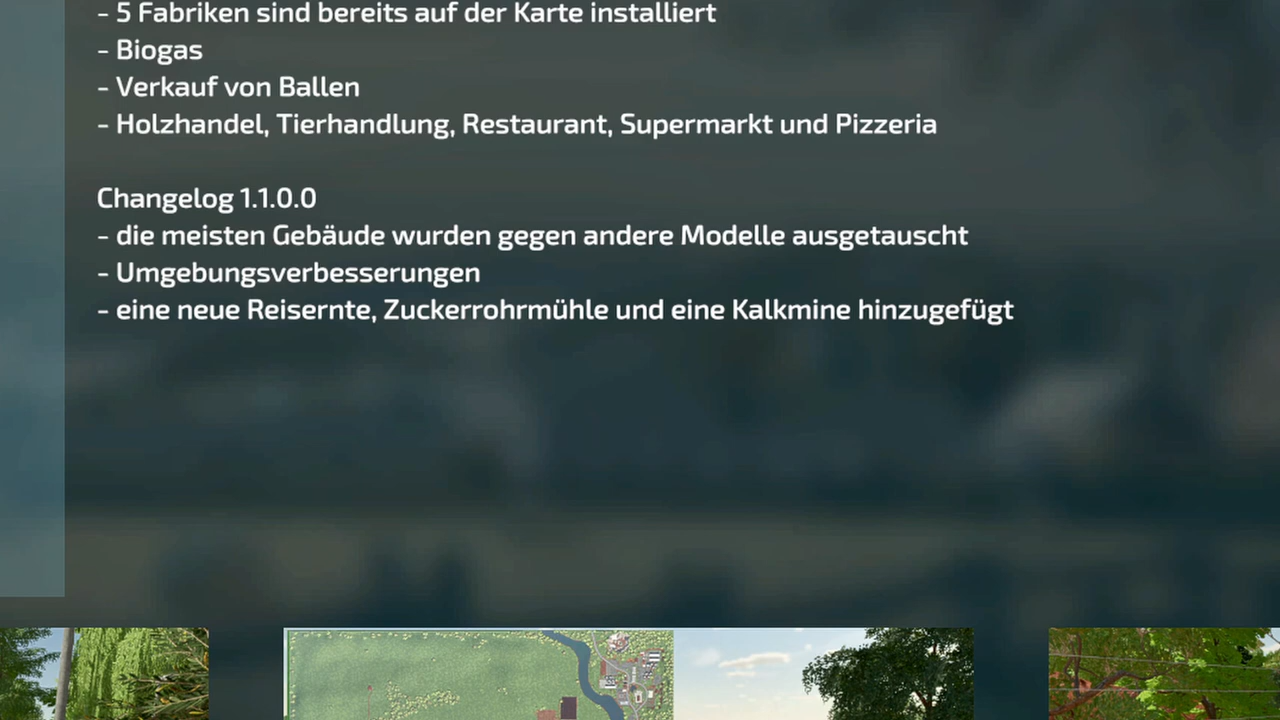 - 5 Fabriken sind bereits auf der Karte installiert
- Biogas
- Verkauf von Ballen
- Holzhandel, Tierhandlung, Restaurant, Supermarkt und Pizzeria
Changelog 1.1.0.0
- die meisten Gebäude wurden gegen andere Modelle ausgetauscht
- Umgebungsverbesserungen
- eine neue Reisernte, Zuckerrohrmühle und eine Kalkmine hinzugefügt